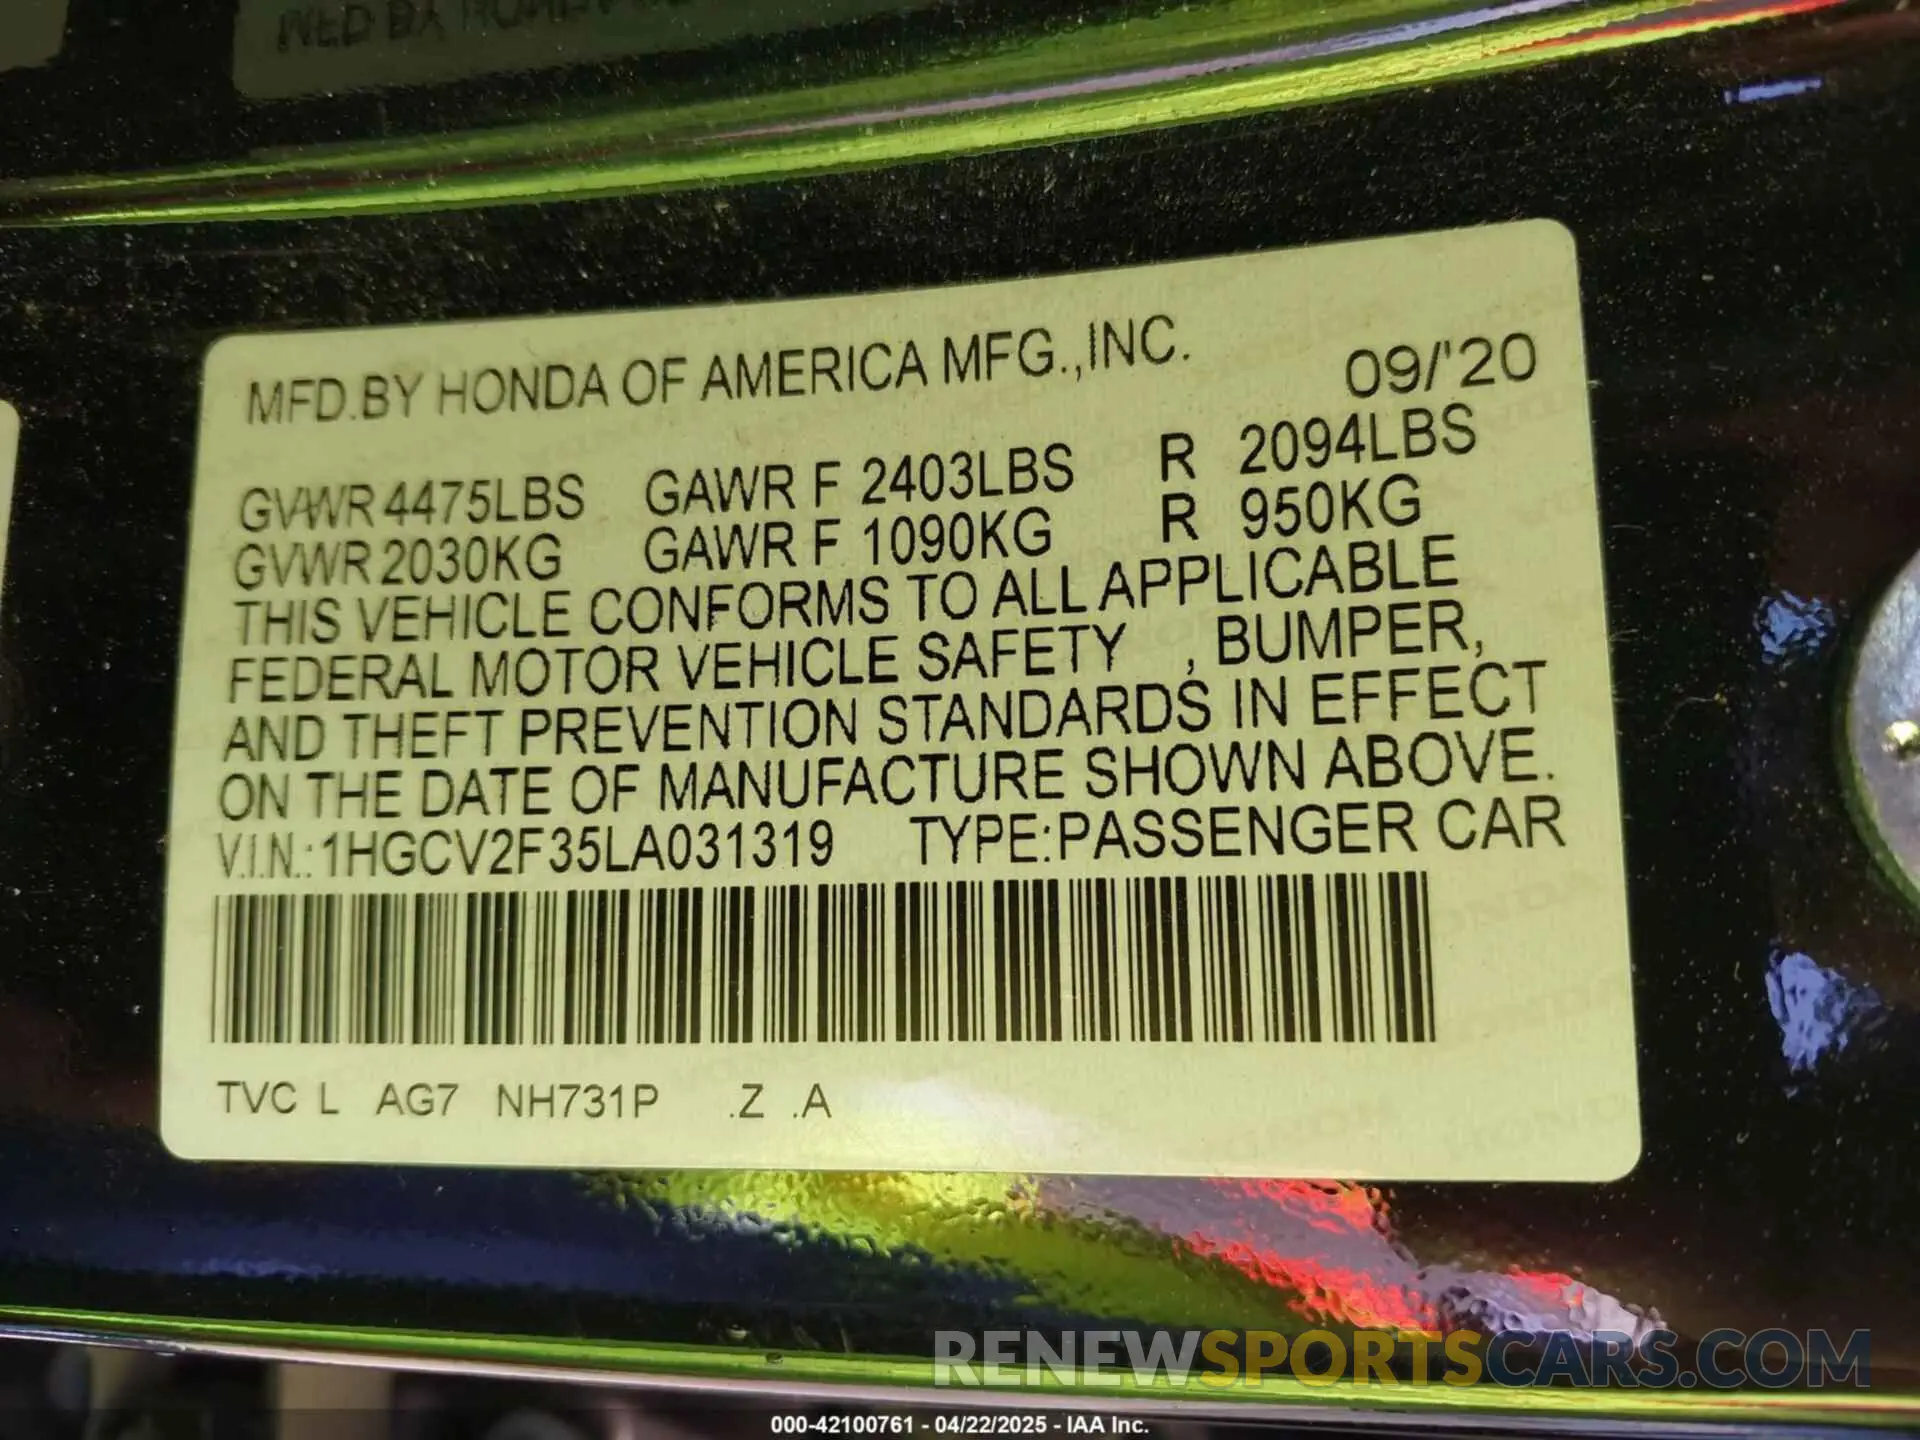 MFD.BY HONDA OF AMERICA MFG.,INC. 09/'20
GVWR 4475LBS GAWR F 2403LBS R 2094LBS
GVWR 2030KG GAWR F 1090KG R 950KG
THIS VEHICLE CONFORMS TO ALL APPLICABLE
FEDERAL MOTOR VEHICLE SAFETY , BUMPER,
AND THEFT PREVENTION STANDARDS IN EFFECT
ON THE DATE OF MANUFACTURE SHOWN ABOVE.
V.I.N.:1HGCV2F35LA031319 TYPE:PASSENGER CAR
TVC L AG7 NH731P .Z .A
RENEWSPORTSCARS.COM
000-42100761 - 04/22/2025 - IAA Inc.